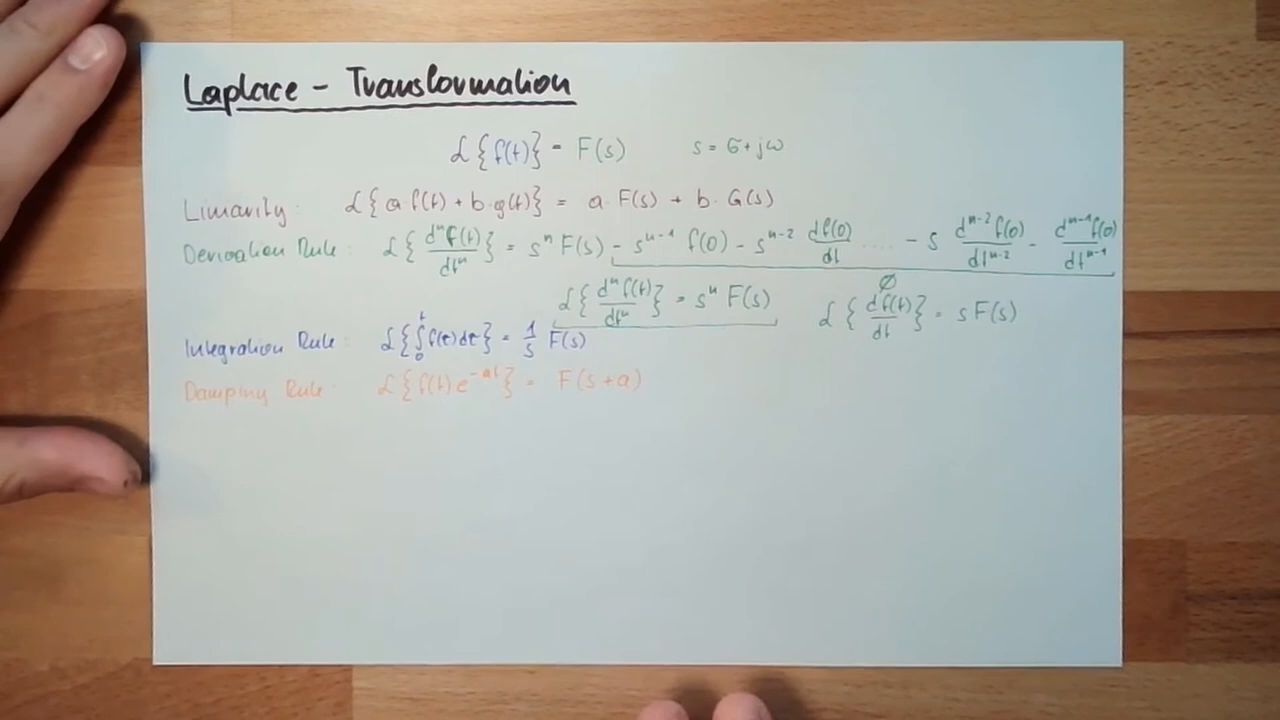 Laplace - Transformation
ℒ{f(t)} = F(s) s = σ + jω
Linearity: ℒ{a·f(t) + b·g(t)} = a·F(s) + b·G(s)
Derivation Rule: ℒ{dⁿf(t)/dtⁿ} = sⁿ F(s) - sⁿ⁻¹ f(0) - sⁿ⁻² df(0)/dt .... - s dⁿ⁻²f(0)/dtⁿ⁻² - dⁿ⁻¹f(0)/dtⁿ⁻¹
∅
ℒ{dⁿf(t)/dtⁿ} = sⁿ F(s) ℒ{df(t)/dt} = s F(s)
Integration Rule: ℒ{∫₀ᵗ f(τ)dτ} = 1/s F(s)
Damping Rule: ℒ{f(t) e^(-at)} = F(s+a)